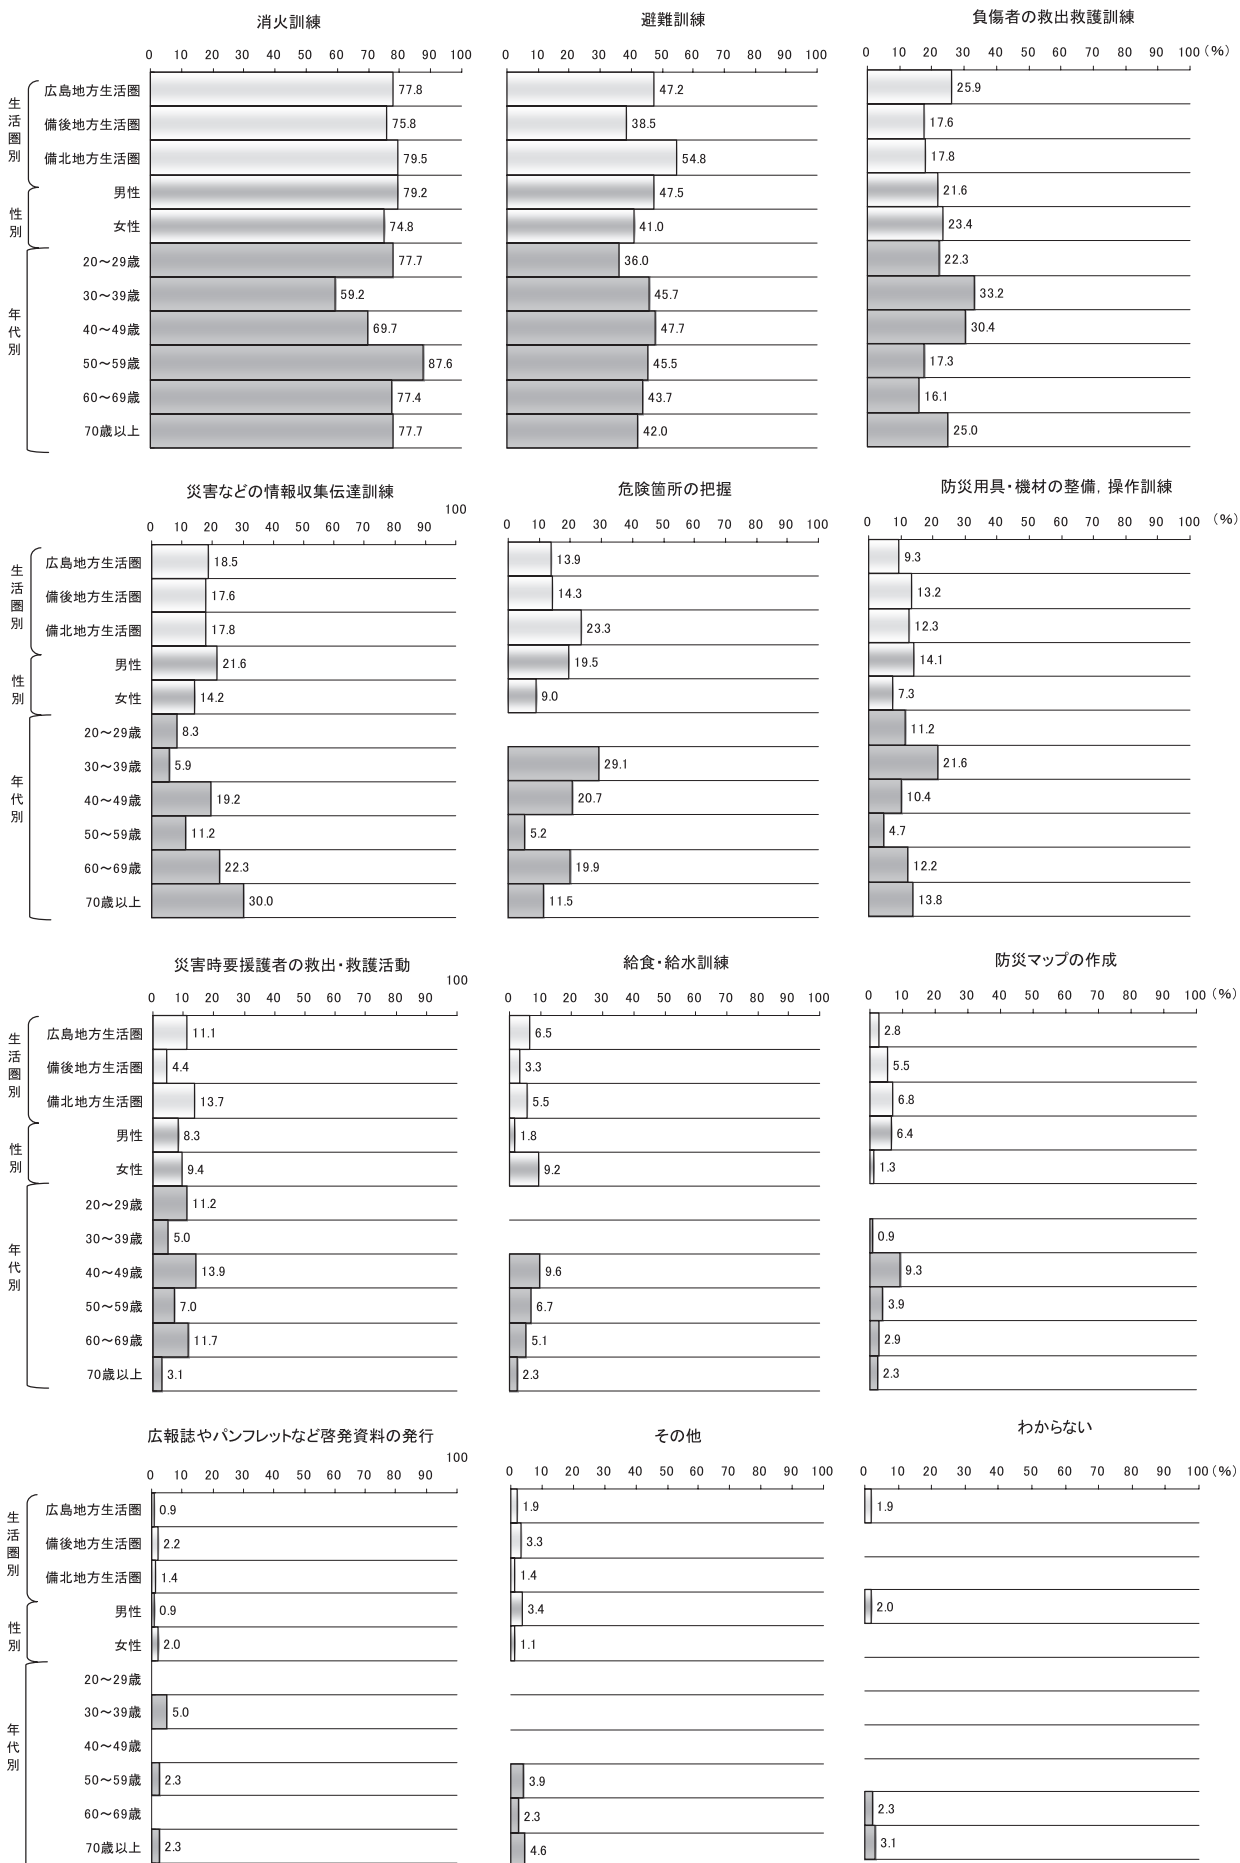 消火訓練
0 10 20 30 40 50 60 70 80 90 100
生活圏別
広島地方生活圏 77.8
備後地方生活圏 75.8
備北地方生活圏 79.5
性別
男性 79.2
女性 74.8
年代別
20～29歳 77.7
30～39歳 59.2
40～49歳 69.7
50～59歳 87.6
60～69歳 77.4
70歳以上 77.7
避難訓練
0 10 20 30 40 50 60 70 80 90 100
47.2
38.5
54.8
47.5
41.0
36.0
45.7
47.7
45.5
43.7
42.0
負傷者の救出救護訓練
0 10 20 30 40 50 60 70 80 90 100（%）
25.9
17.6
17.8
21.6
23.4
22.3
33.2
30.4
17.3
16.1
25.0
災害などの情報収集伝達訓練
0 10 20 30 40 50 60 70 80 90 100
生活圏別
広島地方生活圏 18.5
備後地方生活圏 17.6
備北地方生活圏 17.8
性別
男性 21.6
女性 14.2
年代別
20～29歳 8.3
30～39歳 5.9
40～49歳 19.2
50～59歳 11.2
60～69歳 22.3
70歳以上 30.0
危険箇所の把握
0 10 20 30 40 50 60 70 80 90 100
13.9
14.3
23.3
19.5
9.0
29.1
20.7
5.2
19.9
11.5
防災用具・機材の整備，操作訓練
0 10 20 30 40 50 60 70 80 90 100（%）
9.3
13.2
12.3
14.1
7.3
11.2
21.6
10.4
4.7
12.2
13.8
災害時要援護者の救出・救護活動
0 10 20 30 40 50 60 70 80 90 100
生活圏別
広島地方生活圏 11.1
備後地方生活圏 4.4
備北地方生活圏 13.7
性別
男性 8.3
女性 9.4
年代別
20～29歳 11.2
30～39歳 5.0
40～49歳 13.9
50～59歳 7.0
60～69歳 11.7
70歳以上 3.1
給食・給水訓練
0 10 20 30 40 50 60 70 80 90 100
6.5
3.3
5.5
1.8
9.2
9.6
6.7
5.1
2.3
防災マップの作成
0 10 20 30 40 50 60 70 80 90 100（%）
2.8
5.5
6.8
6.4
1.3
0.9
9.3
3.9
2.9
2.3
広報誌やパンフレットなど啓発資料の発行
0 10 20 30 40 50 60 70 80 90 100
生活圏別
広島地方生活圏 0.9
備後地方生活圏 2.2
備北地方生活圏 1.4
性別
男性 0.9
女性 2.0
年代別
20～29歳
30～39歳 5.0
40～49歳
50～59歳 2.3
60～69歳
70歳以上 2.3
その他
0 10 20 30 40 50 60 70 80 90 100
1.9
3.3
1.4
3.4
1.1
3.9
2.3
4.6
わからない
0 10 20 30 40 50 60 70 80 90 100（%）
1.9
2.0
2.3
3.1